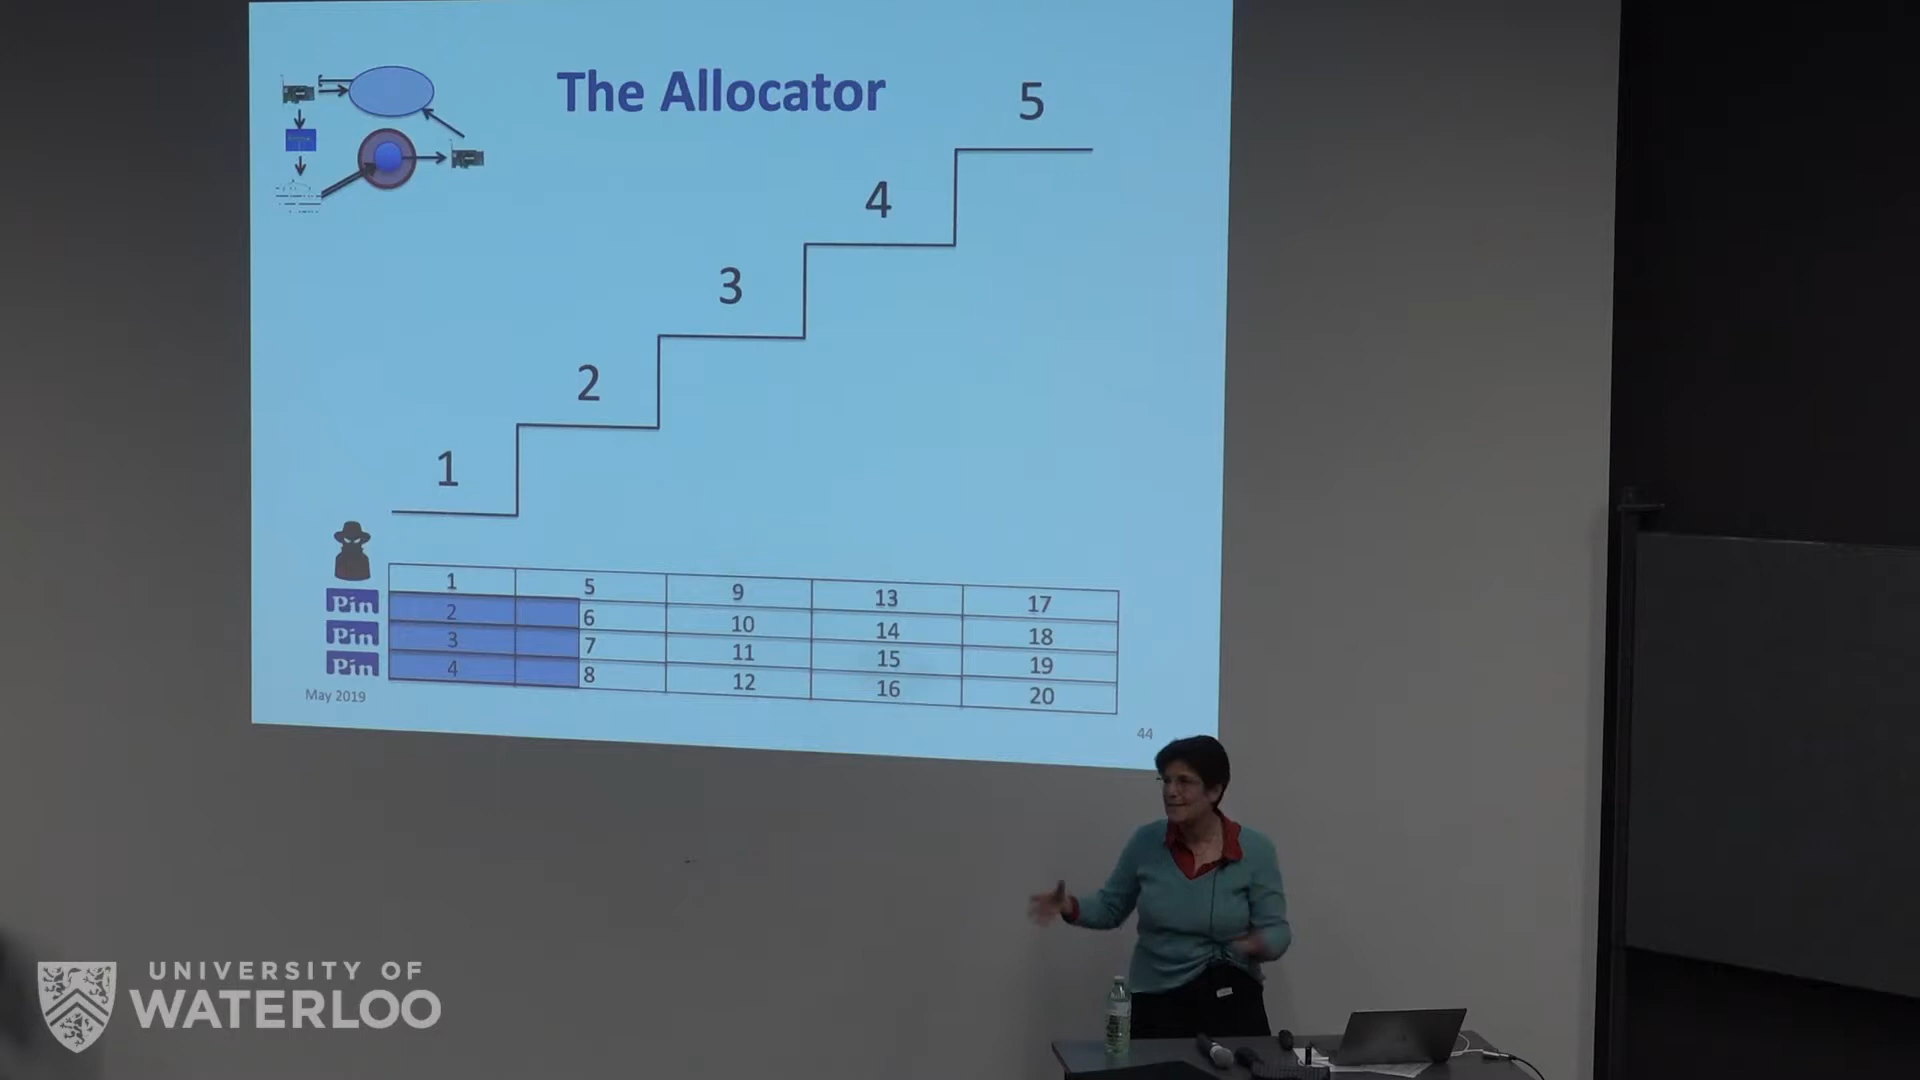 The Allocator
5
4
3
2
1
1 5 9 13 17
Pin 2 6 10 14 18
Pin 3 7 11 15 19
Pin 4 8 12 16 20
May 2019
44
UNIVERSITY OF
WATERLOO